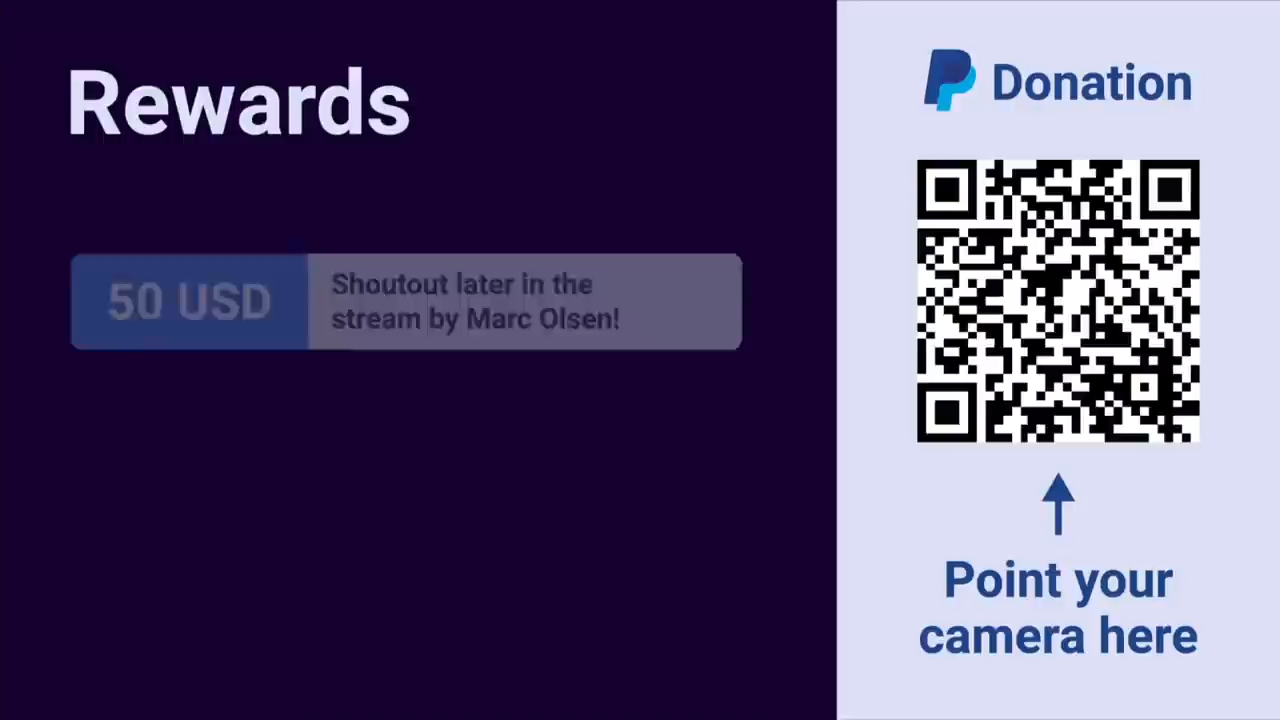 Rewards
50 USD
Shoutout later in the
stream by Marc Olsen!
Donation
Point your
camera here